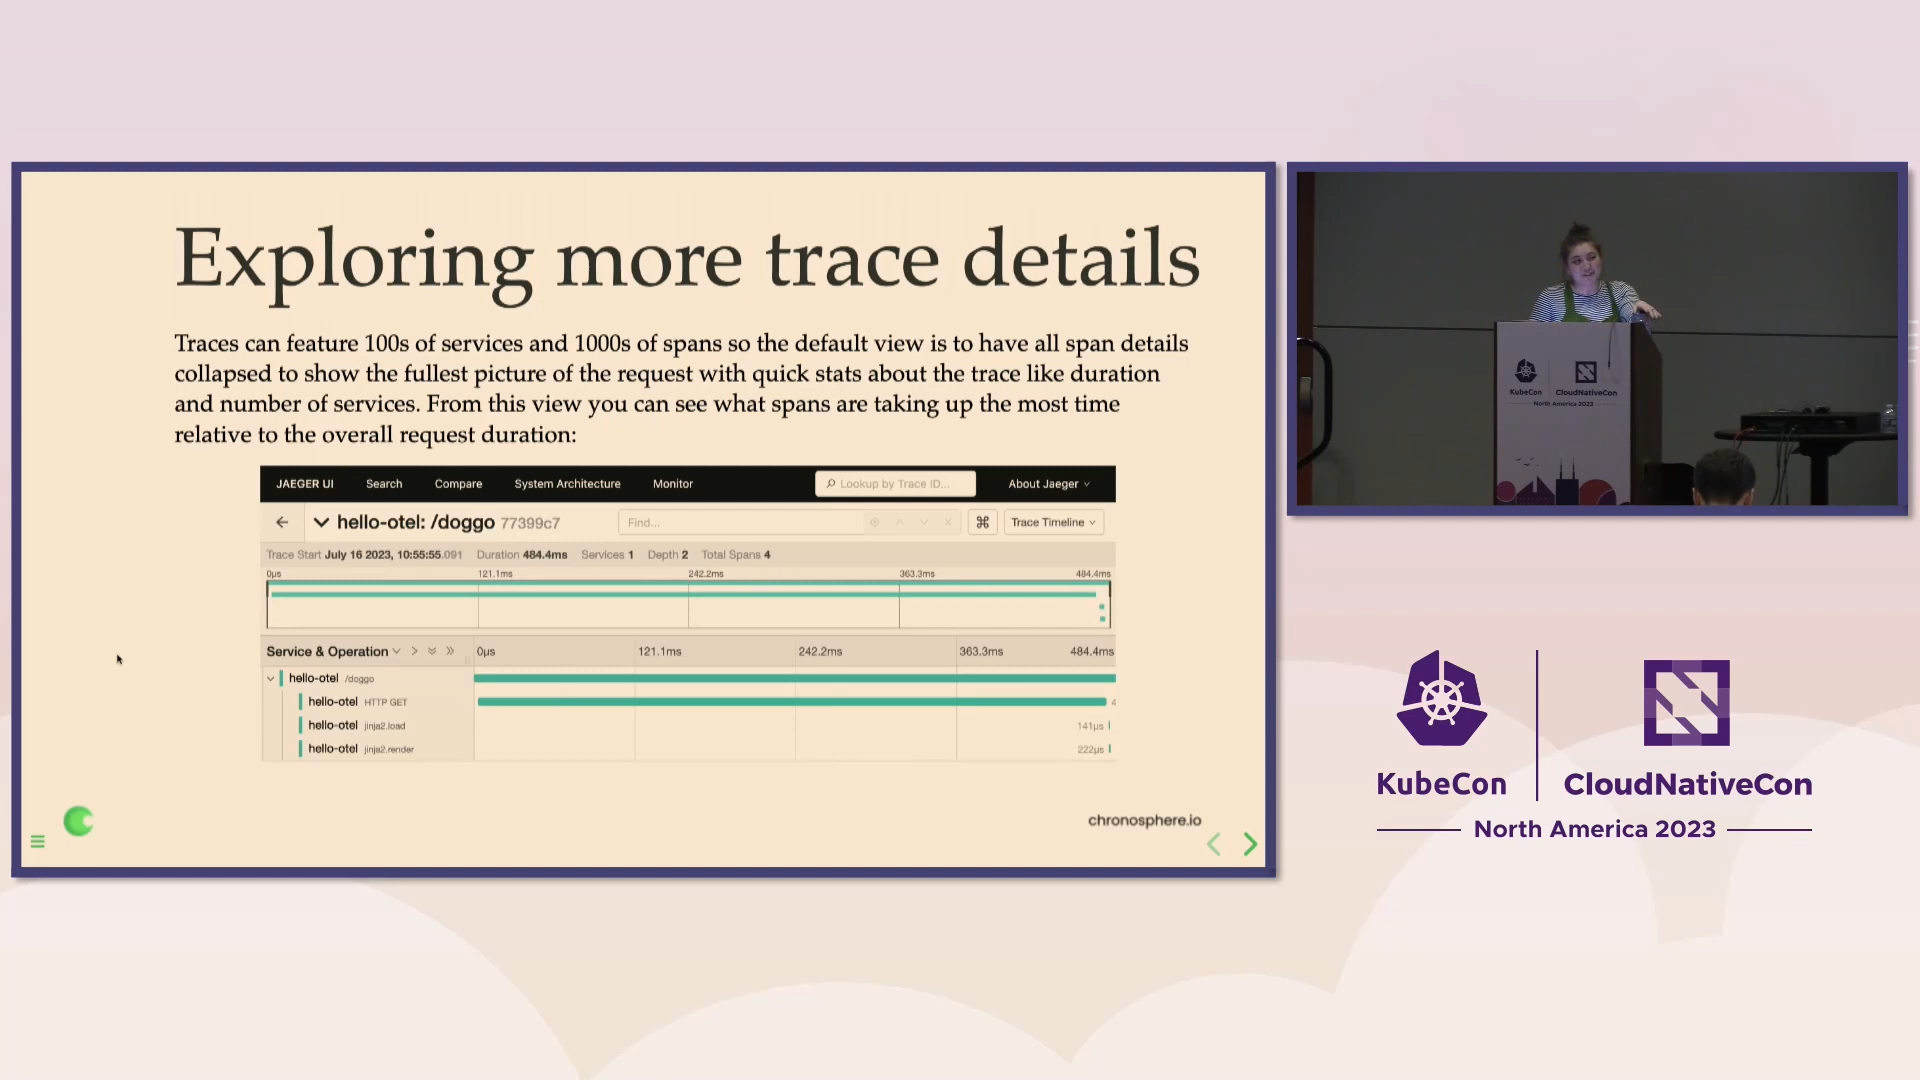 Exploring more trace details
Traces can feature 100s of services and 1000s of spans so the default view is to have all span details
collapsed to show the fullest picture of the request with quick stats about the trace like duration
and number of services. From this view you can see what spans are taking up the most time
relative to the overall request duration:
JAEGER UI Search Compare System Architecture Monitor Lookup by Trace ID... About Jaeger
hello-otel: /doggo 77399c7 Find... Trace Timeline
Trace Start July 16 2023, 10:55:55.091 Duration 484.4ms Services 1 Depth 2 Total Spans 4
0μs 121.1ms 242.2ms 363.3ms 484.4ms
Service & Operation 0μs 121.1ms 242.2ms 363.3ms 484.4ms
hello-otel /doggo
hello-otel HTTP GET 4
hello-otel jinja2.load 141μs
hello-otel jinja2.render 222μs
chronosphere.io
KubeCon CloudNativeCon
North America 2023
KubeCon CloudNativeCon
North America 2023